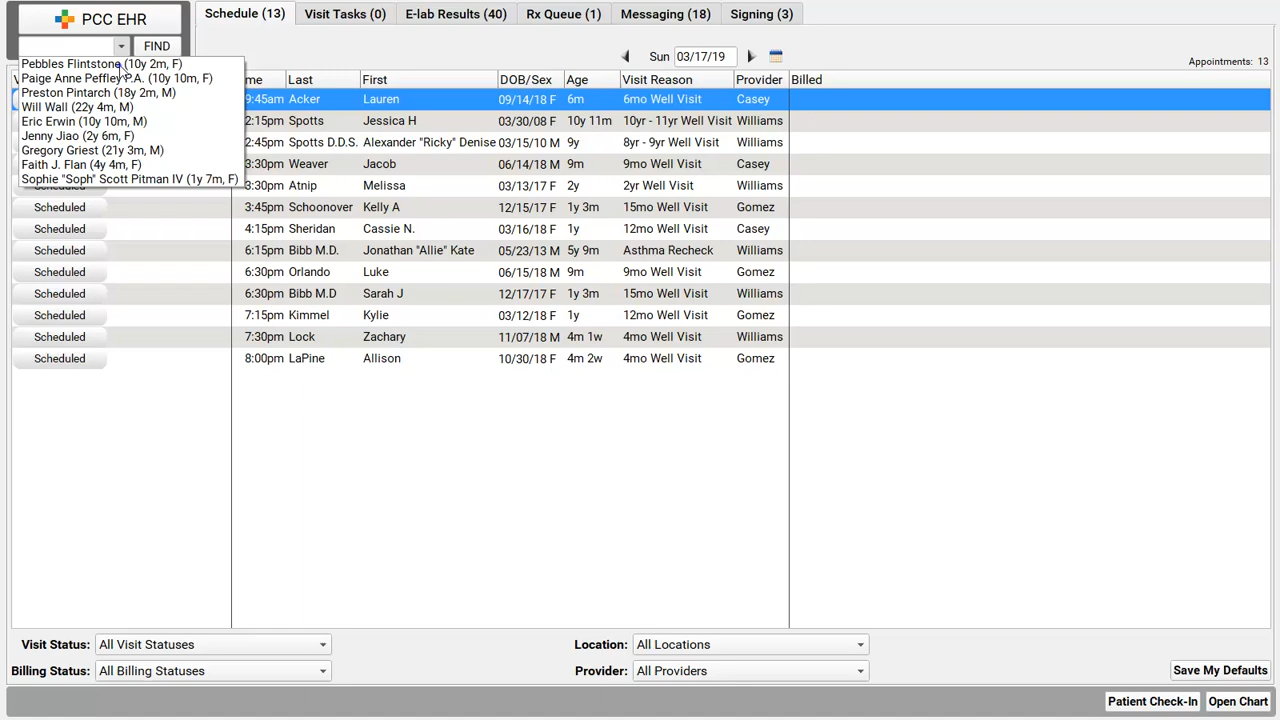 PCC EHR
Schedule (13)
Visit Tasks (0)
E-lab Results (40)
Rx Queue (1)
Messaging (18)
Signing (3)
FIND
Sun 03/17/19
Appointments: 13
Pebbles Flintstone (10y 2m, F)
Paige Anne Peffley P.A. (10y 10m, F)
Preston Pintarch (18y 2m, M)
Will Wall (22y 4m, M)
Eric Erwin (10y 10m, M)
Jenny Jiao (2y 6m, F)
Gregory Griest (21y 3m, M)
Faith J. Flan (4y 4m, F)
Sophie "Soph" Scott Pitman IV (1y 7m, F)
me Last First DOB/Sex Age Visit Reason Provider Billed
9:45am Acker Lauren 09/14/18 F 6m 6mo Well Visit Casey
2:15pm Spotts Jessica H 03/30/08 F 10y 11m 10yr - 11yr Well Visit Williams
2:45pm Spotts D.D.S. Alexander "Ricky" Denise 03/15/10 M 9y 8yr - 9yr Well Visit Williams
3:30pm Weaver Jacob 06/14/18 M 9m 9mo Well Visit Casey
Scheduled 3:30pm Atnip Melissa 03/13/17 F 2y 2yr Well Visit Williams
Scheduled 3:45pm Schoonover Kelly A 12/15/17 F 1y 3m 15mo Well Visit Gomez
Scheduled 4:15pm Sheridan Cassie N. 03/16/18 F 1y 12mo Well Visit Casey
Scheduled 6:15pm Bibb M.D. Jonathan "Allie" Kate 05/23/13 M 5y 9m Asthma Recheck Williams
Scheduled 6:30pm Orlando Luke 06/15/18 M 9m 9mo Well Visit Gomez
Scheduled 6:30pm Bibb M.D Sarah J 12/17/17 F 1y 3m 15mo Well Visit Williams
Scheduled 7:15pm Kimmel Kylie 03/12/18 F 1y 12mo Well Visit Gomez
Scheduled 7:30pm Lock Zachary 11/07/18 M 4m 1w 4mo Well Visit Williams
Scheduled 8:00pm LaPine Allison 10/30/18 F 4m 2w 4mo Well Visit Gomez
Visit Status: All Visit Statuses
Location: All Locations
Billing Status: All Billing Statuses
Provider: All Providers
Save My Defaults
Patient Check-In
Open Chart